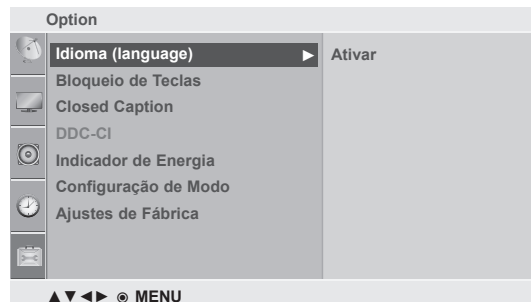 Option
Idioma (language) ▶ Ativar
Bloqueio de Teclas
Closed Caption
DDC-CI
Indicador de Energia
Configuração de Modo
Ajustes de Fábrica
▲▼◀▶ ◉ MENU